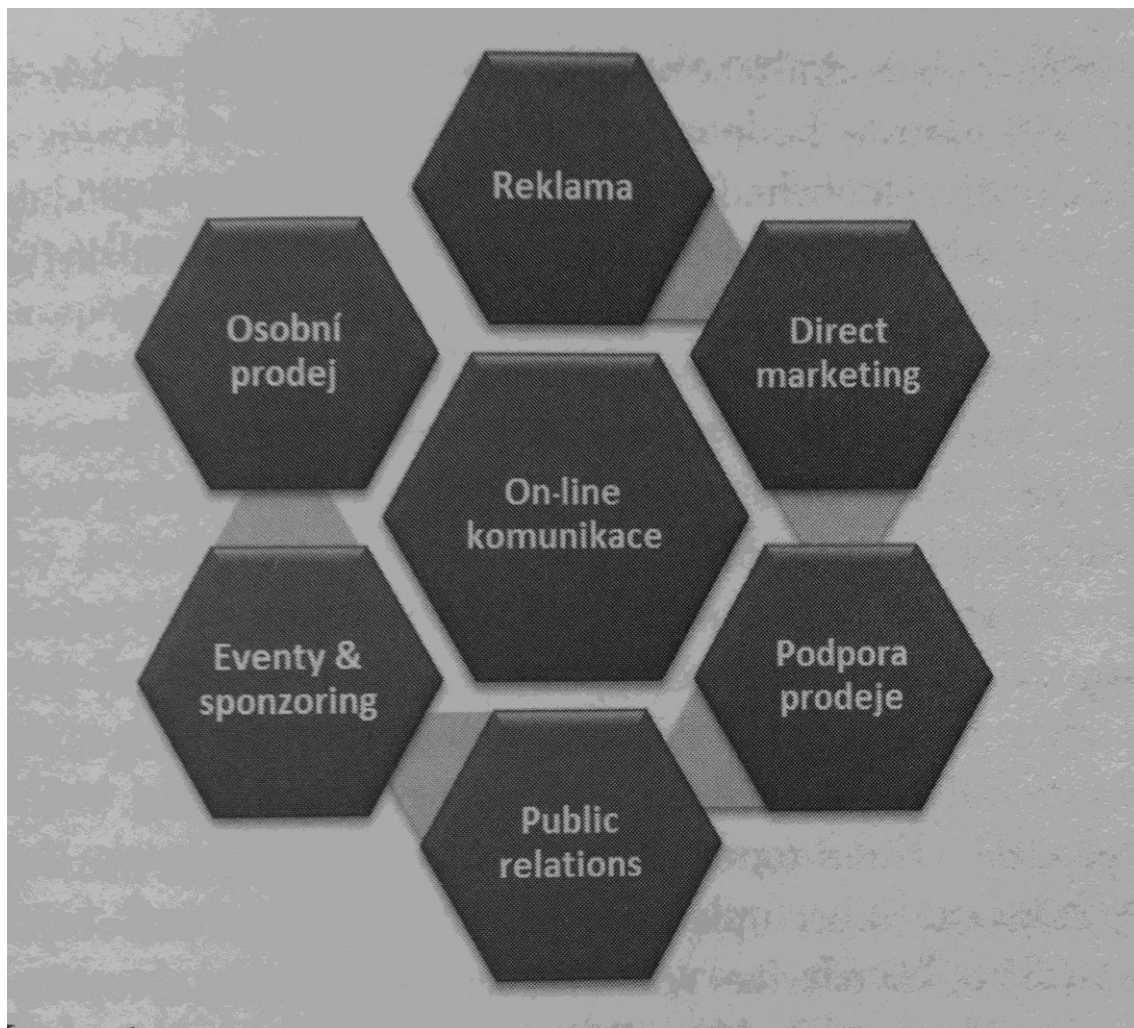 Reklama
Osobní
prodej
Direct
marketing
On-line
komunikace
Eventy &
sponzoring
Podpora
prodeje
Public
relations